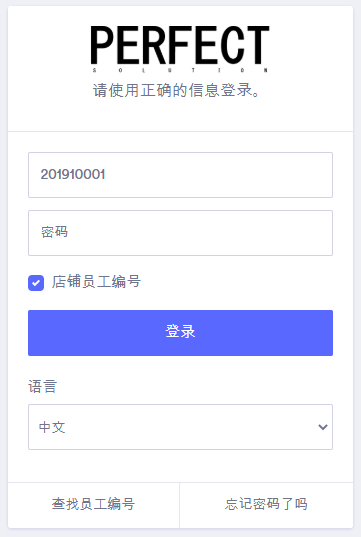 PERFECT
SOLUTION
请使用正确的信息登录。
201910001
密码
店铺员工编号
登录
语言
中文
查找员工编号
忘记密码了吗